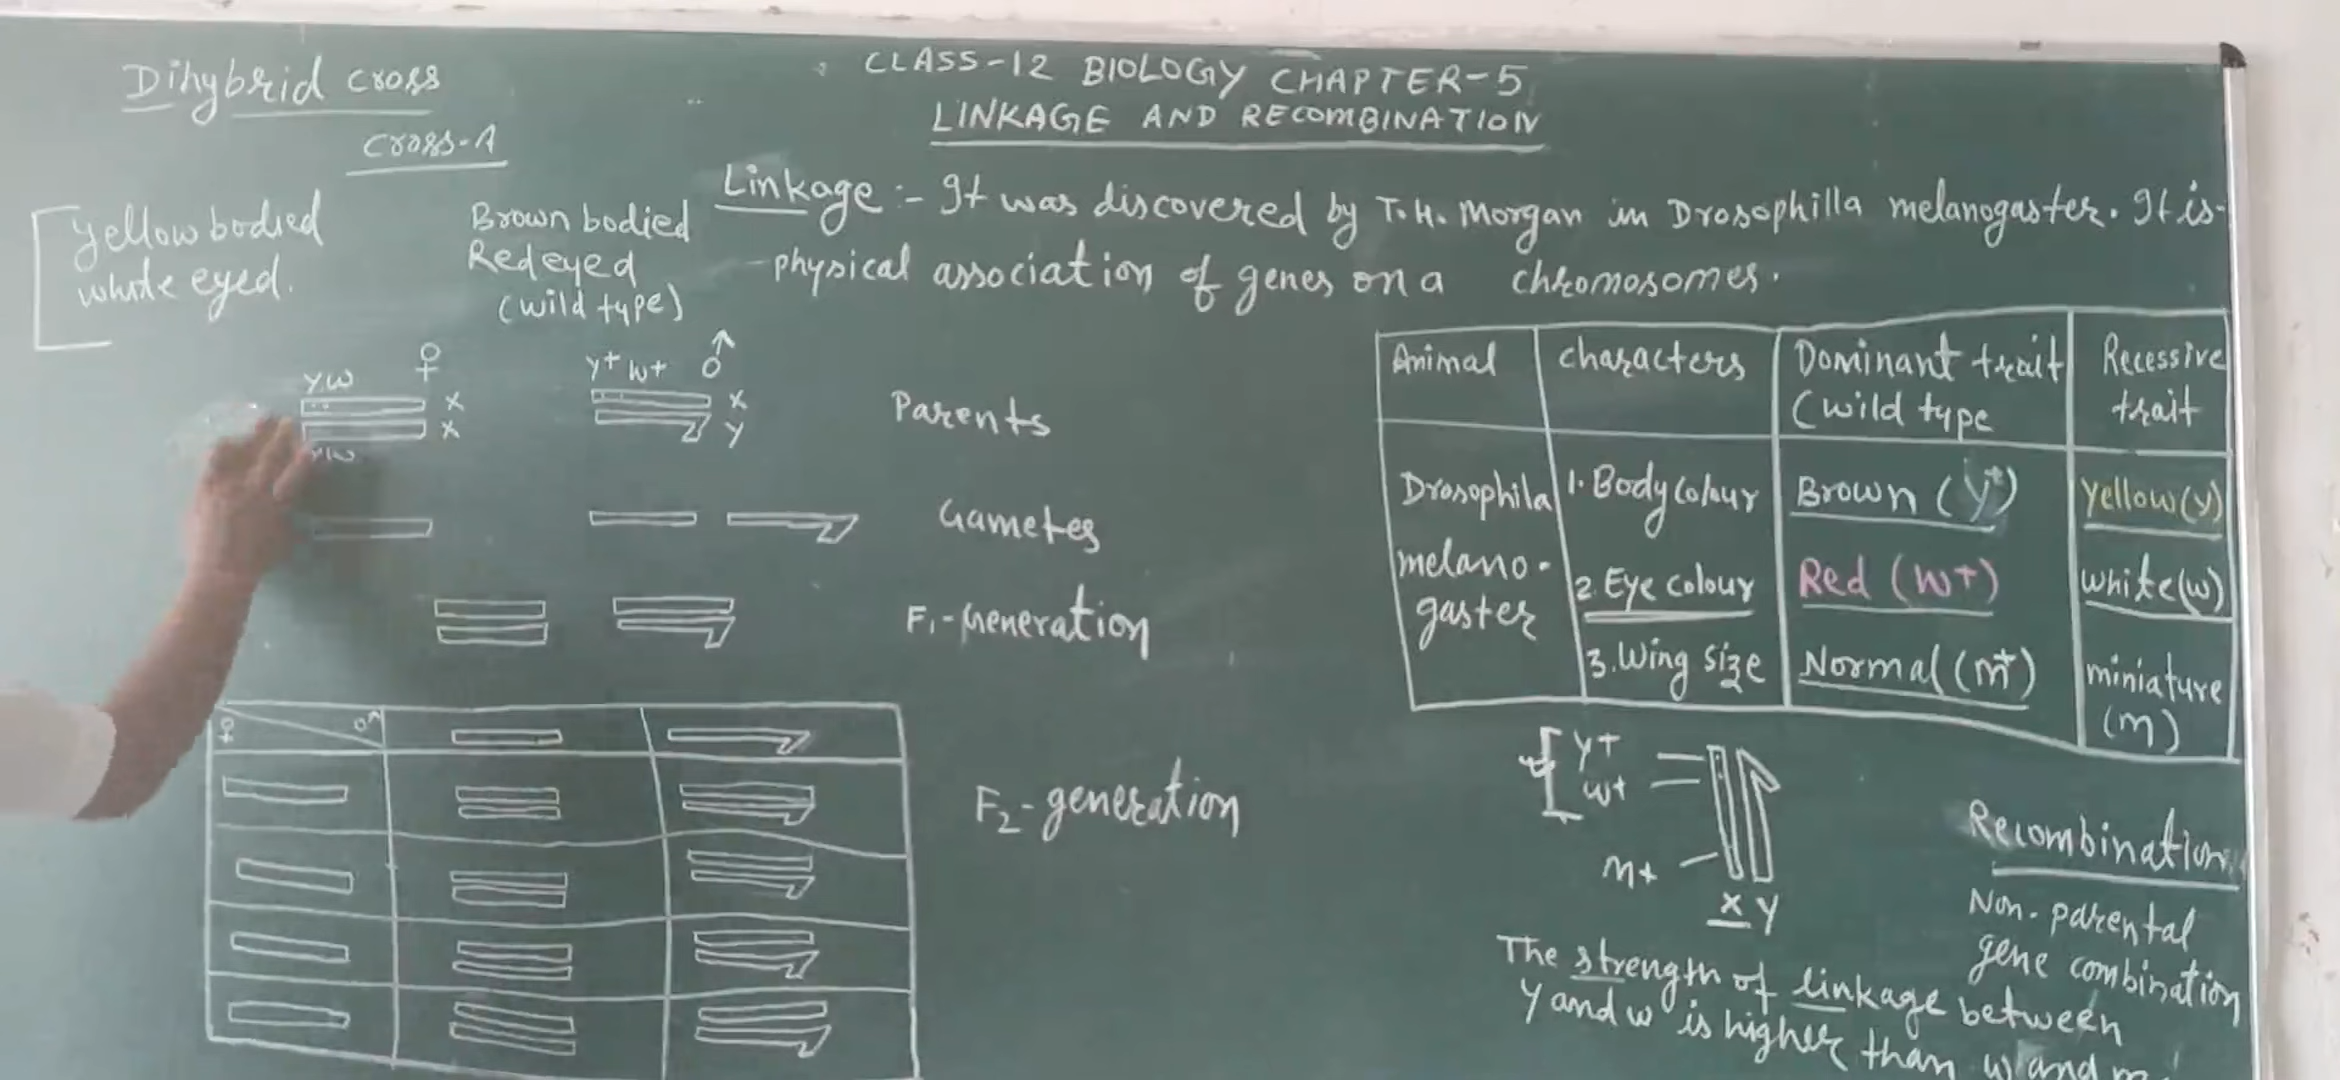 CLASS-12 BIOLOGY CHAPTER-5
LINKAGE AND RECOMBINATION
Dihybrid cross
cross-A
Yellow bodied
white eyed.
Brown bodied
Red eyed
(wild type)
Linkage :- It was discovered by T.H. Morgan in Drosophilla melanogaster. It is-
physical association of genes on a chromosomes.
yw ♀
x
x
yw
y+ w+ ♂
x
y
Parents
Gametes
F1-Generation
♀ ♂
F2-generation
Animal characters Dominant trait Recessive
(wild type trait
Drosophila 1. Body colour Brown (y+) yellow(y)
melano-
gaster
2. Eye colour Red (w+) white(w)
3. Wing size Normal (m+) miniature
(m)
y+
w+
m+
x y
Recombination
Non-parental
gene combination
The strength of linkage between
y and w is higher than w and m